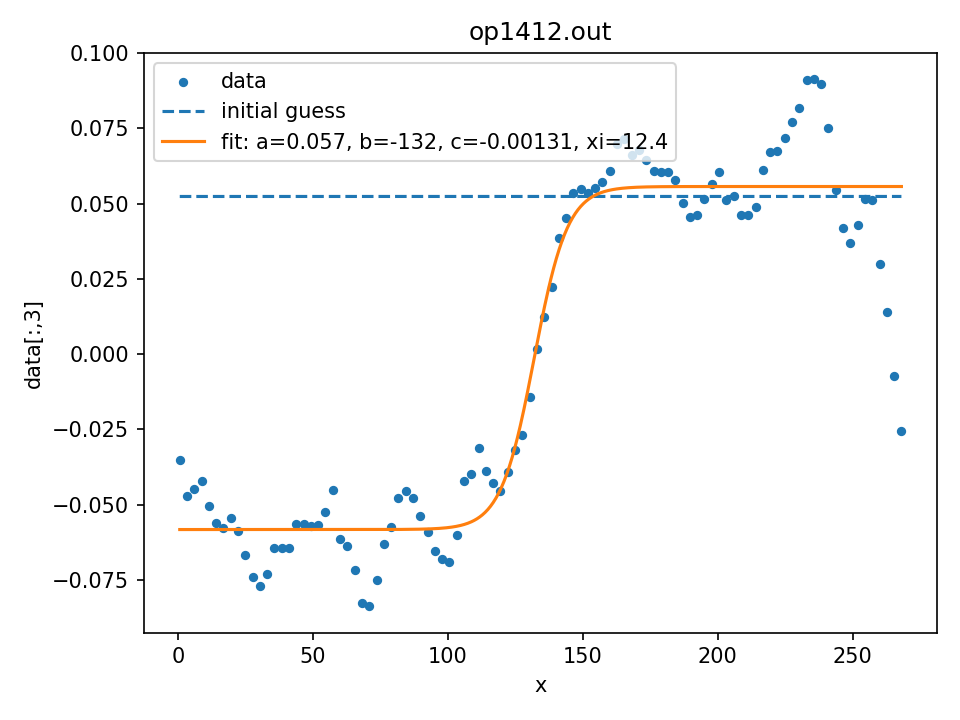 op1412.out
0.100
0.075
0.050
0.025
0.000
−0.025
−0.050
−0.075
data[:,3]
data
initial guess
fit: a=0.057, b=-132, c=-0.00131, xi=12.4
0 50 100 150 200 250
x